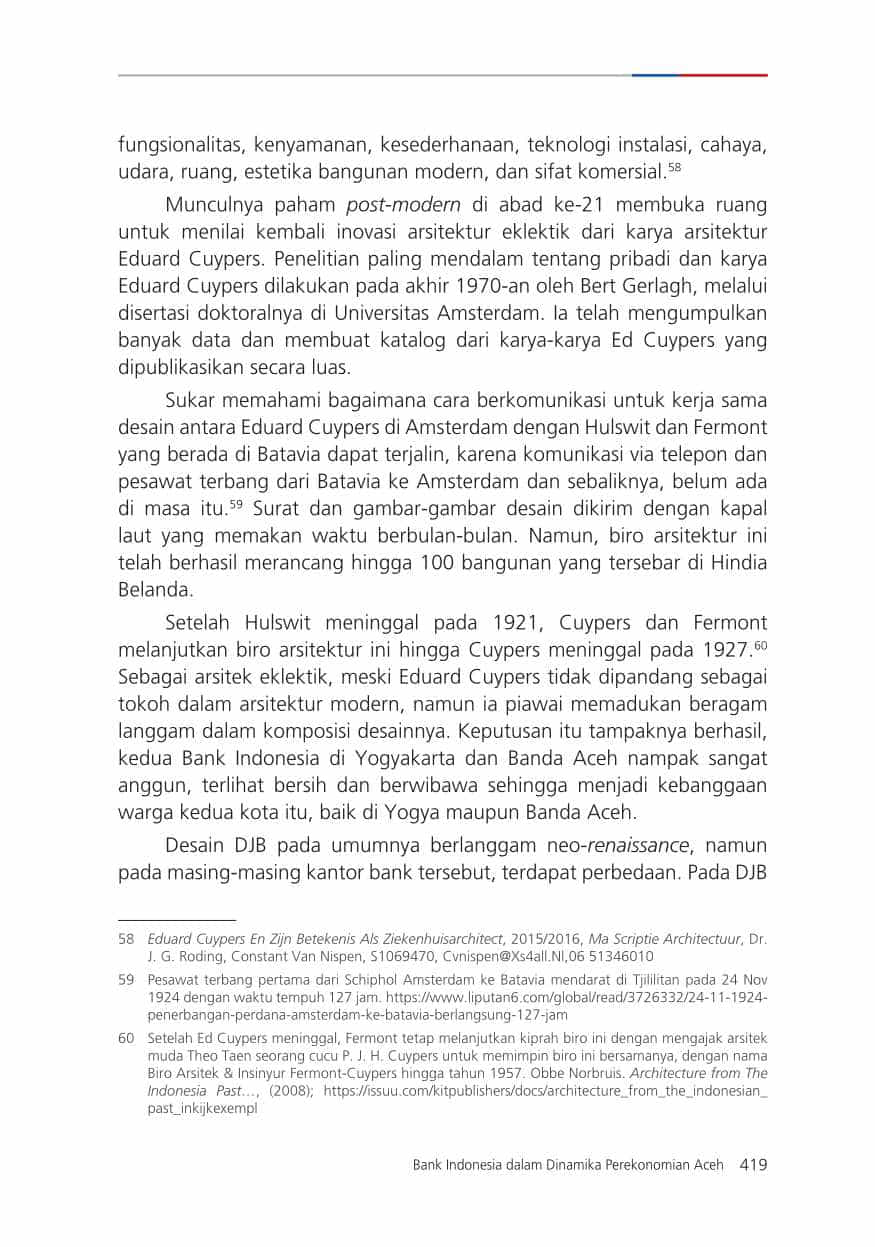 fungsionalitas, kenyamanan, kesederhanaan, teknologi instalasi, cahaya,
udara, ruang, estetika bangunan modern, dan sifat komersial.58
Munculnya paham post-modern di abad ke-21 membuka ruang
untuk menilai kembali inovasi arsitektur eklektik dari karya arsitektur
Eduard Cuypers. Penelitian paling mendalam tentang pribadi dan karya
Eduard Cuypers dilakukan pada akhir 1970-an oleh Bert Gerlagh, melalui
disertasi doktoralnya di Universitas Amsterdam. Ia telah mengumpulkan
banyak data dan membuat katalog dari karya-karya Ed Cuypers yang
dipublikasikan secara luas.
Sukar memahami bagaimana cara berkomunikasi untuk kerja sama
desain antara Eduard Cuypers di Amsterdam dengan Hulswit dan Fermont
yang berada di Batavia dapat terjalin, karena komunikasi via telepon dan
pesawat terbang dari Batavia ke Amsterdam dan sebaliknya, belum ada
di masa itu.59 Surat dan gambar-gambar desain dikirim dengan kapal
laut yang memakan waktu berbulan-bulan. Namun, biro arsitektur ini
telah berhasil merancang hingga 100 bangunan yang tersebar di Hindia
Belanda.
Setelah Hulswit meninggal pada 1921, Cuypers dan Fermont
melanjutkan biro arsitektur ini hingga Cuypers meninggal pada 1927.60
Sebagai arsitek eklektik, meski Eduard Cuypers tidak dipandang sebagai
tokoh dalam arsitektur modern, namun ia piawai memadukan beragam
langgam dalam komposisi desainnya. Keputusan itu tampaknya berhasil,
kedua Bank Indonesia di Yogyakarta dan Banda Aceh nampak sangat
anggun, terlihat bersih dan berwibawa sehingga menjadi kebanggaan
warga kedua kota itu, baik di Yogya maupun Banda Aceh.
Desain DJB pada umumnya berlanggam neo-renaissance, namun
pada masing-masing kantor bank tersebut, terdapat perbedaan. Pada DJB
58 Eduard Cuypers En Zijn Betekenis Als Ziekenhuisarchitect, 2015/2016, Ma Scriptie Architectuur, Dr.
J. G. Roding, Constant Van Nispen, S1069470, Cvnispen@Xs4all.Nl,06 51346010
59 Pesawat terbang pertama dari Schiphol Amsterdam ke Batavia mendarat di Tjililitan pada 24 Nov
1924 dengan waktu tempuh 127 jam. https://www.liputan6.com/global/read/3726332/24-11-1924-
penerbangan-perdana-amsterdam-ke-batavia-berlangsung-127-jam
60 Setelah Ed Cuypers meninggal, Fermont tetap melanjutkan kiprah biro ini dengan mengajak arsitek
muda Theo Taen seorang cucu P. J. H. Cuypers untuk memimpin biro ini bersamanya, dengan nama
Biro Arsitek & Insinyur Fermont-Cuypers hingga tahun 1957. Obbe Norbruis. Architecture from The
Indonesia Past…, (2008); https://issuu.com/kitpublishers/docs/architecture_from_the_indonesian_
past_inkijkexempl
Bank Indonesia dalam Dinamika Perekonomian Aceh 419